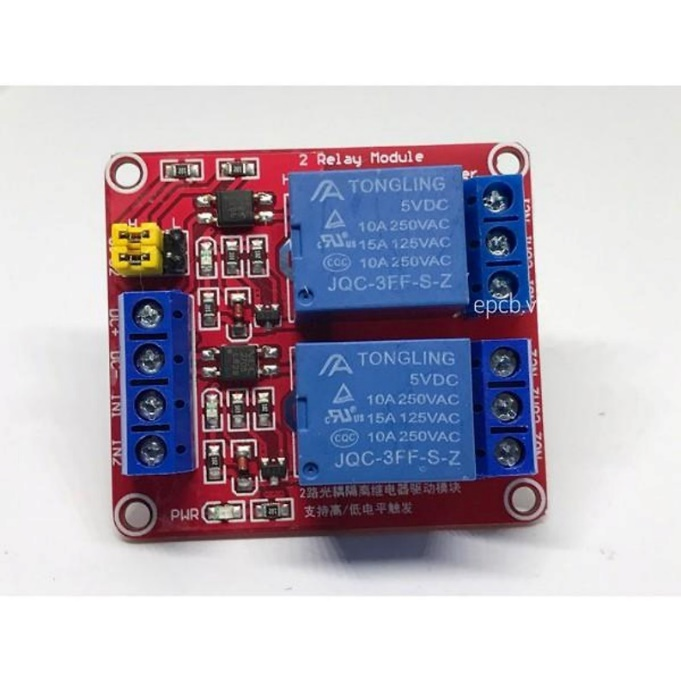 2 Relay Module
H
L
TONGLING
5VDC
10A 250VAC
15A 125VAC
CQC 10A 250VAC
JQC-3FF-S-Z
NC1
COM1
epcb.v
DC+
DC-
IN1
IN2
TONGLING
5VDC
10A 250VAC
15A 125VAC
CQC 10A 250VAC
JQC-3FF-S-Z
NC2
COM2
NO2
2路光耦隔离继电器驱动模块
支持高/低电平触发
PWR